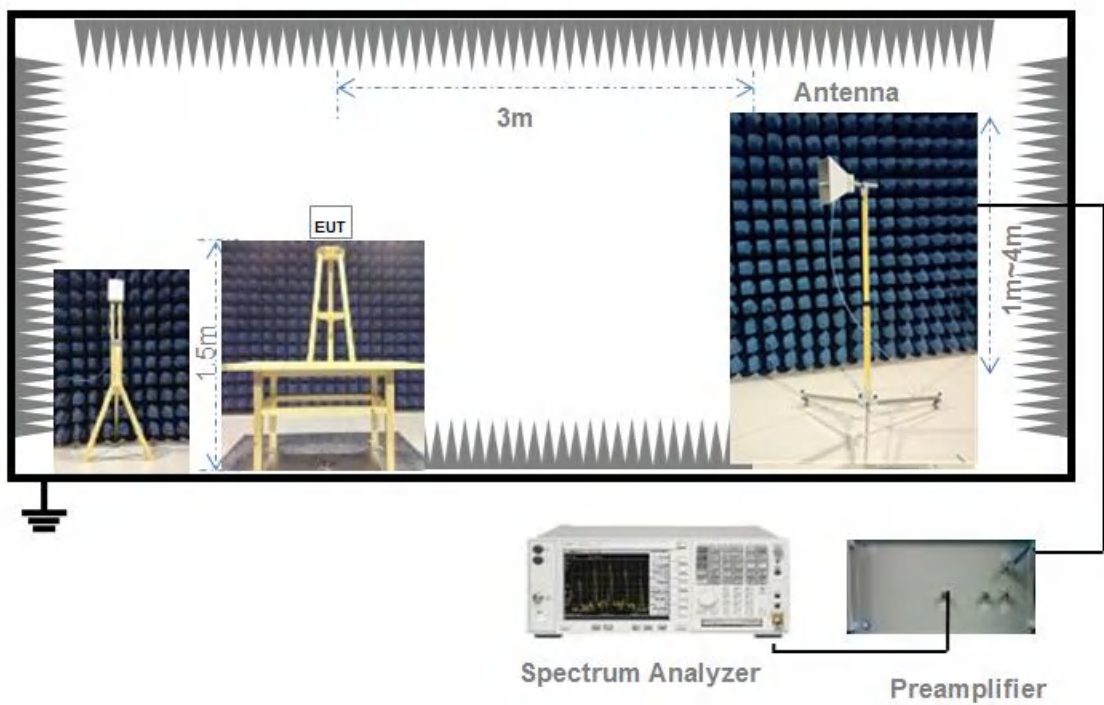 Antenna
3m
EUT
1m~4m
1.5m
Spectrum Analyzer
Preamplifier